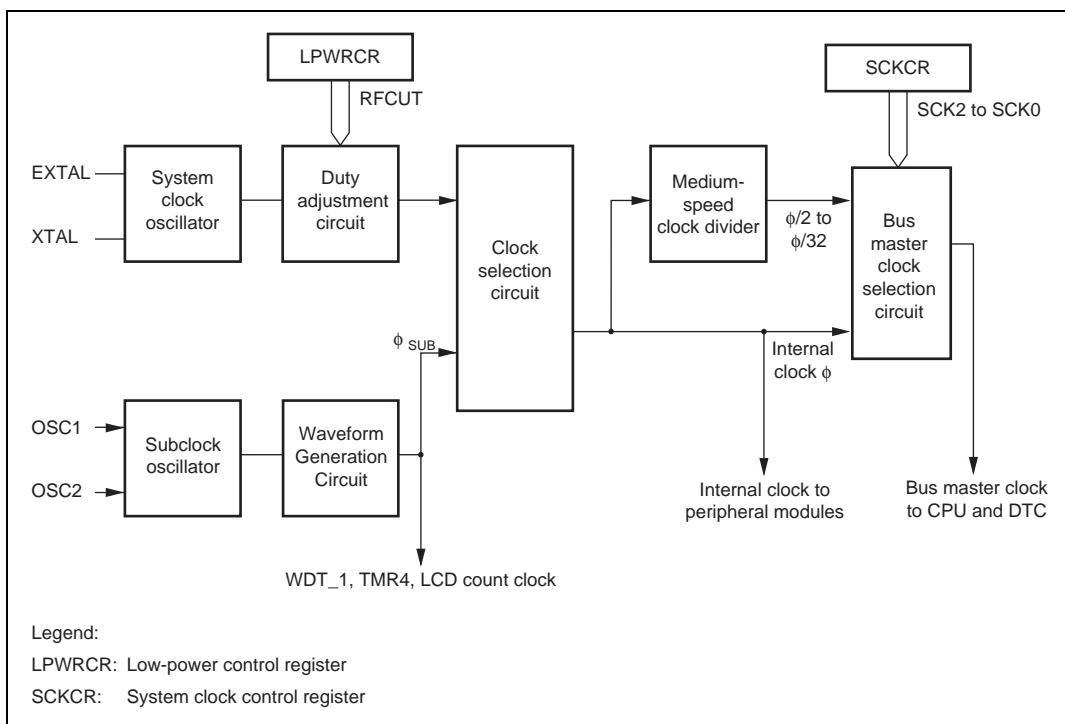 LPWRCR
RFCUT
SCKCR
SCK2 to SCK0
EXTAL
XTAL
System
clock
oscillator
Duty
adjustment
circuit
Clock
selection
circuit
Medium-
speed
clock divider
ϕ/2 to
ϕ/32
Bus
master
clock
selection
circuit
ϕ SUB
Internal
clock ϕ
OSC1
OSC2
Subclock
oscillator
Waveform
Generation
Circuit
Internal clock to
peripheral modules
Bus master clock
to CPU and DTC
WDT_1, TMR4, LCD count clock
Legend:
LPWRCR: Low-power control register
SCKCR: System clock control register